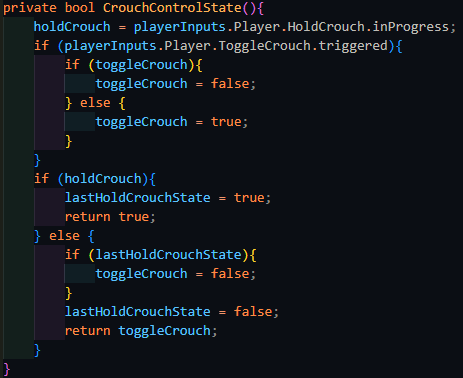 private bool CrouchControlState(){
    holdCrouch = playerInputs.Player.HoldCrouch.inProgress;
    if (playerInputs.Player.ToggleCrouch.triggered){
        if (toggleCrouch){
            toggleCrouch = false;
        } else {
            toggleCrouch = true;
        }
    }
    if (holdCrouch){
        lastHoldCrouchState = true;
        return true;
    } else {
        if (lastHoldCrouchState){
            toggleCrouch = false;
        }
        lastHoldCrouchState = false;
        return toggleCrouch;
    }
}